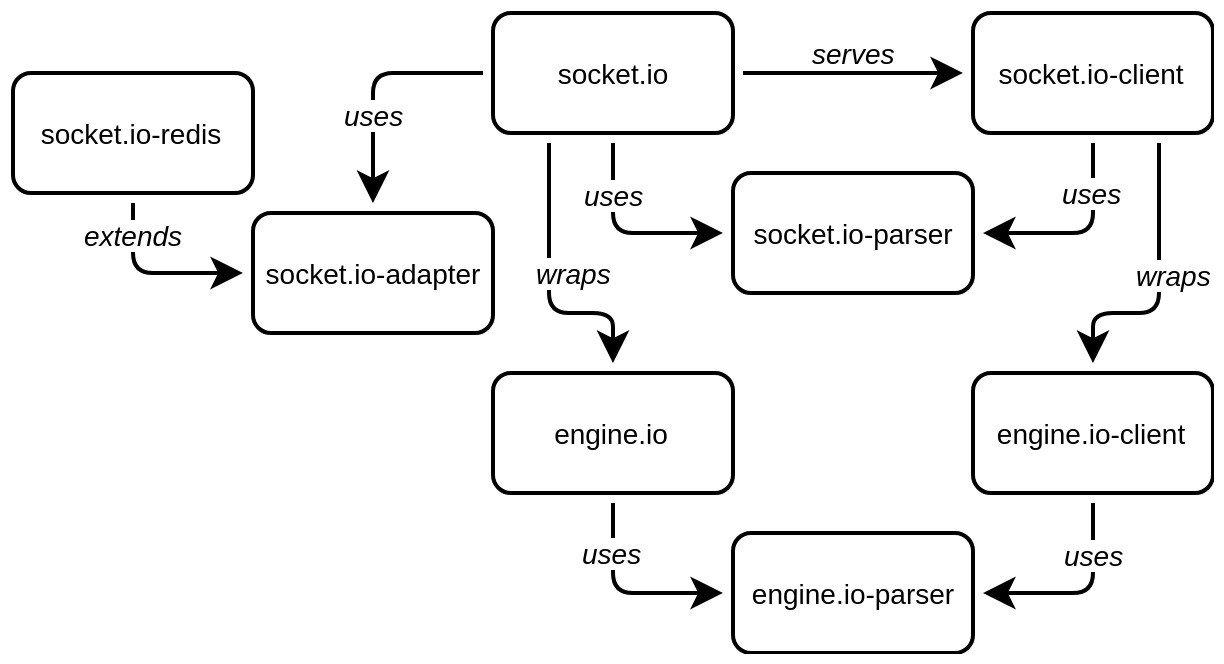 socket.io
serves
socket.io-client
socket.io-redis
uses
extends
socket.io-adapter
uses
socket.io-parser
uses
wraps
wraps
engine.io
engine.io-client
uses
engine.io-parser
uses